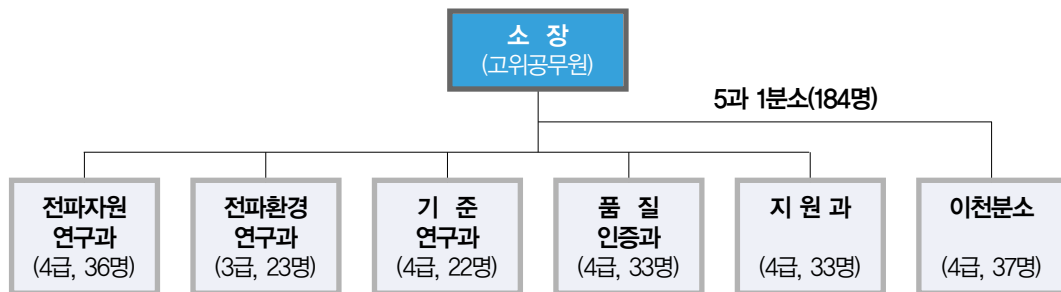 소 장
(고위공무원)
5과 1분소(184명)
전파자원
연구과
(4급, 36명)
전파환경
연구과
(3급, 23명)
기 준
연구과
(4급, 22명)
품 질
인증과
(4급, 33명)
지 원 과
(4급, 33명)
이천분소
(4급, 37명)